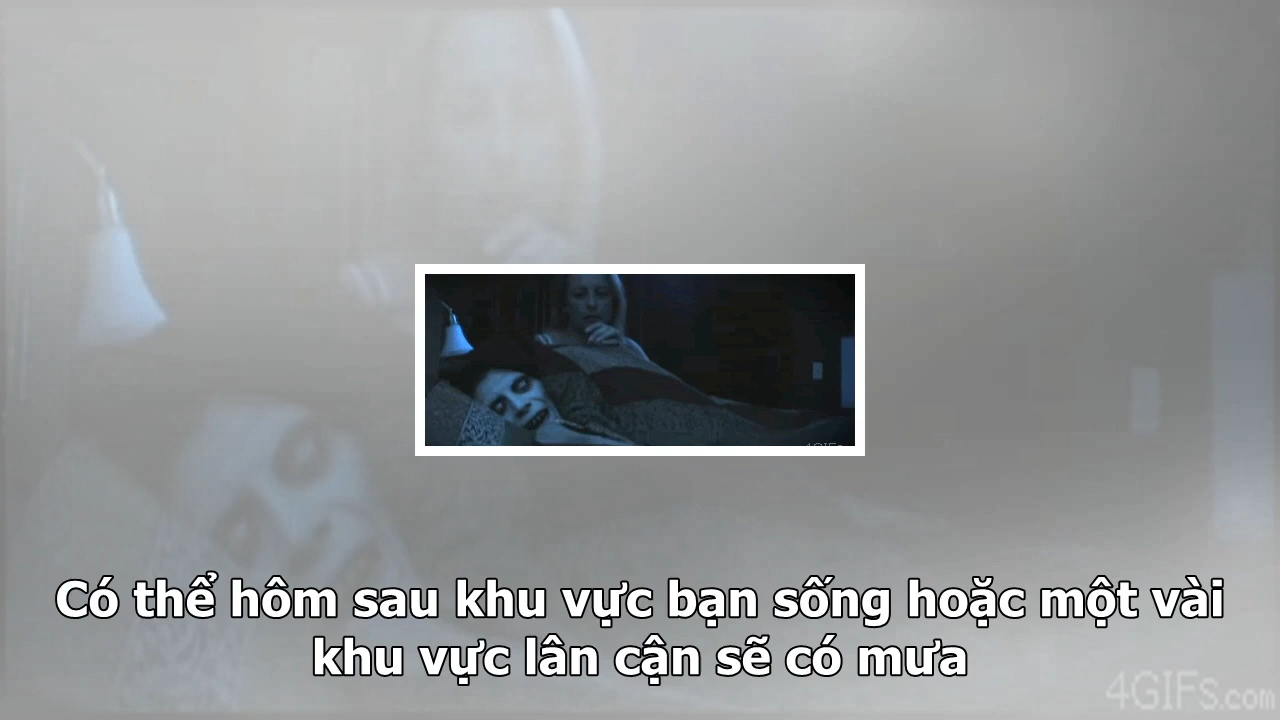 Có thể hôm sau khu vực bạn sống hoặc một vài
khu vực lân cận sẽ có mưa
4GIFs.com